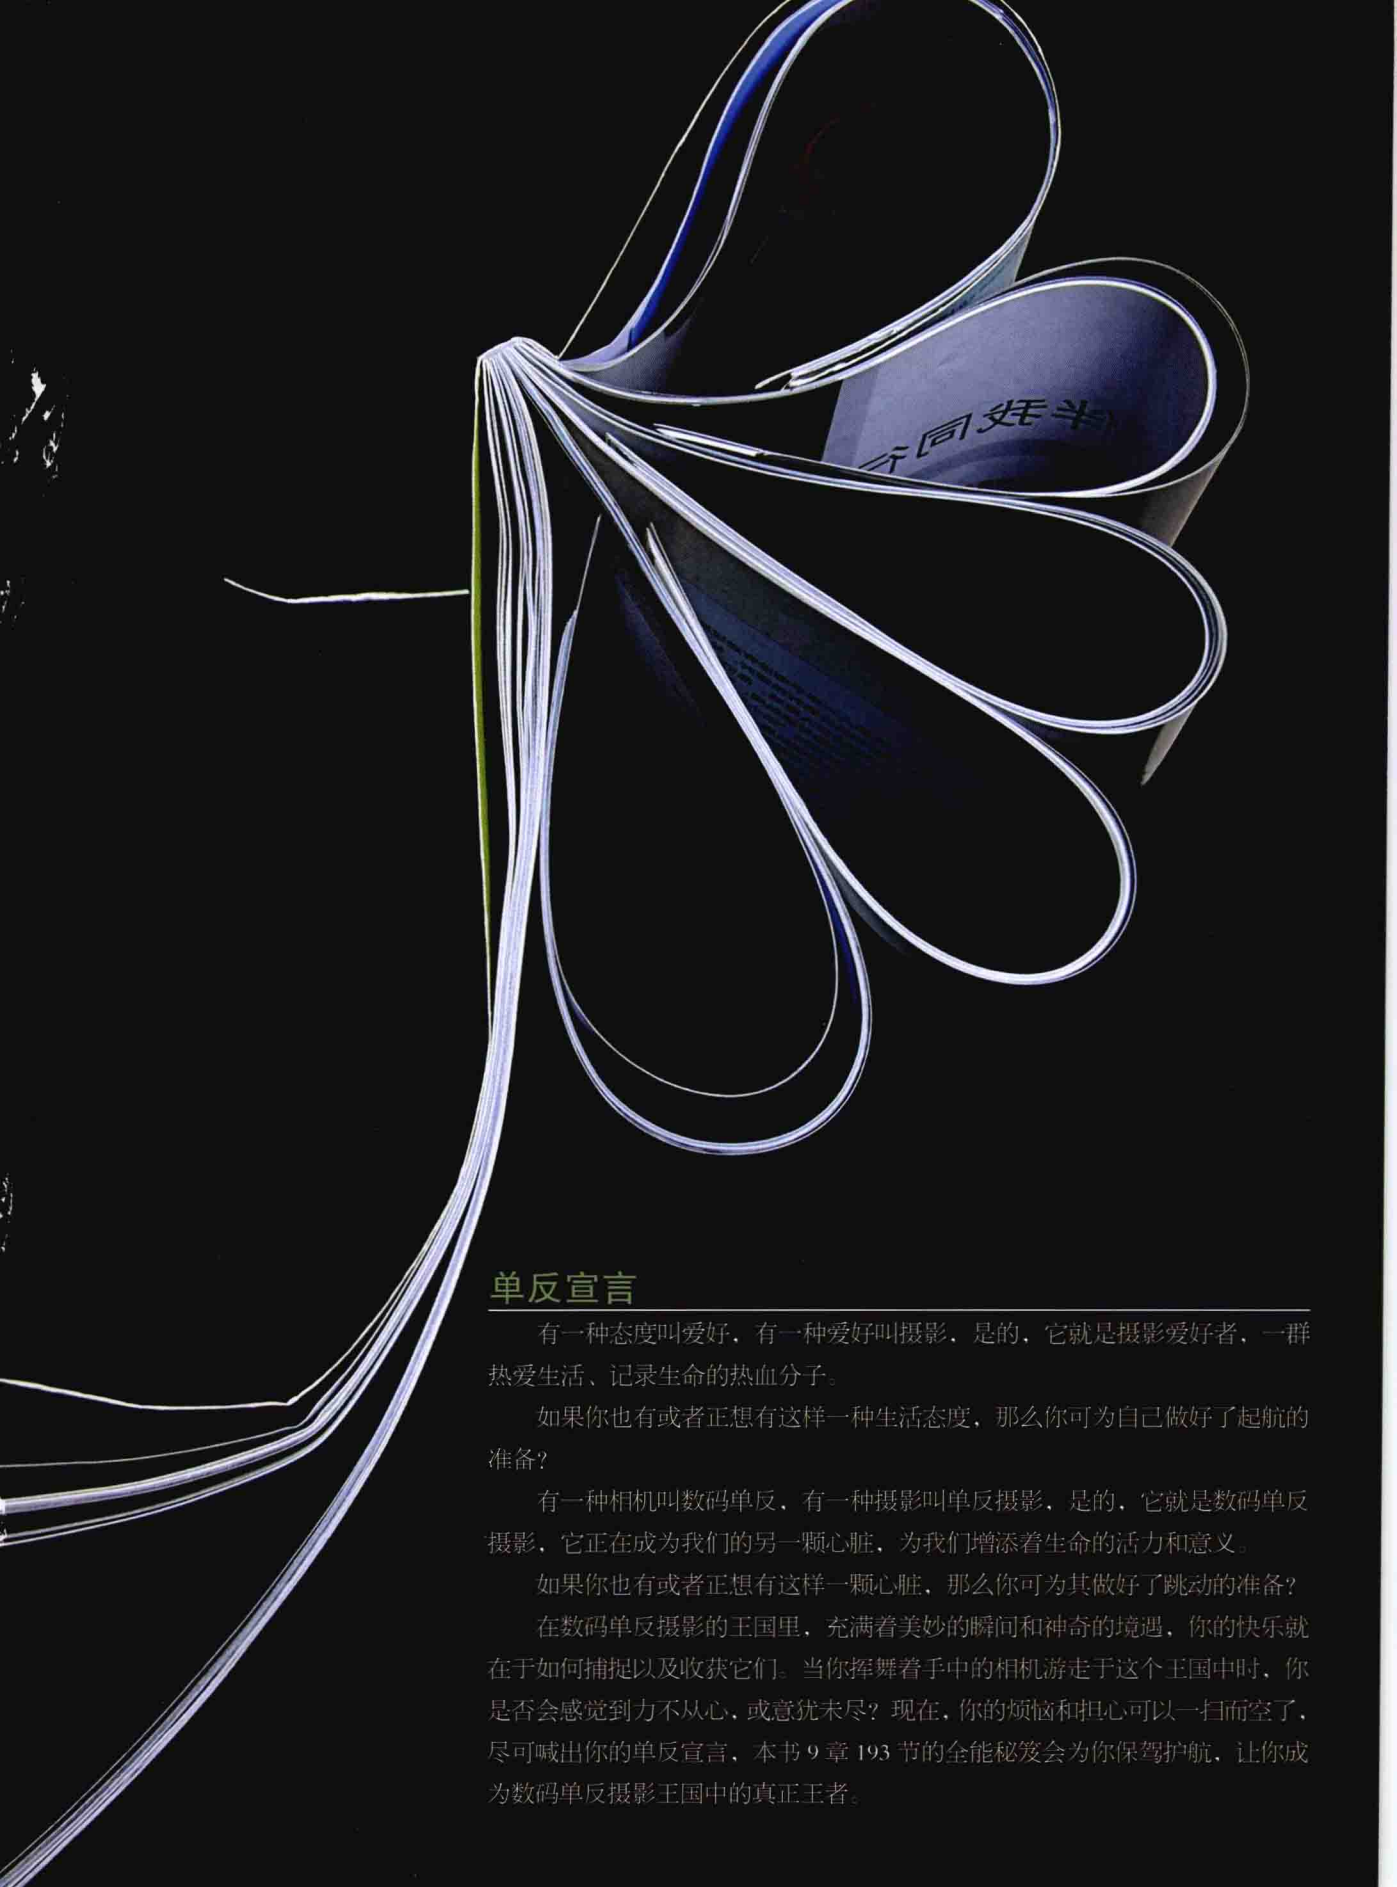 单反宣言
有一种态度叫爱好，有一种爱好叫摄影，是的，它就是摄影爱好者，一群
热爱生活、记录生命的热血分子。
如果你也有或者正想有这样一种生活态度，那么你可为自己做好了起航的
准备？
有一种相机叫数码单反，有一种摄影叫单反摄影，是的，它就是数码单反
摄影，它正在成为我们的另一颗心脏，为我们增添着生命的活力和意义。
如果你也有或者正想有这样一颗心脏，那么你可为其做好了跳动的准备？
在数码单反摄影的王国里，充满着美妙的瞬间和神奇的境遇，你的快乐就
在于如何捕捉以及收获它们。当你挥舞着手中的相机游走于这个王国中时，你
是否会感觉到力不从心，或意犹未尽？现在，你的烦恼和担心可以一扫而空了，
尽可喊出你的单反宣言，本书 9 章 193 节的全能秘笈会为你保驾护航，让你成
为数码单反摄影王国中的真正王者。